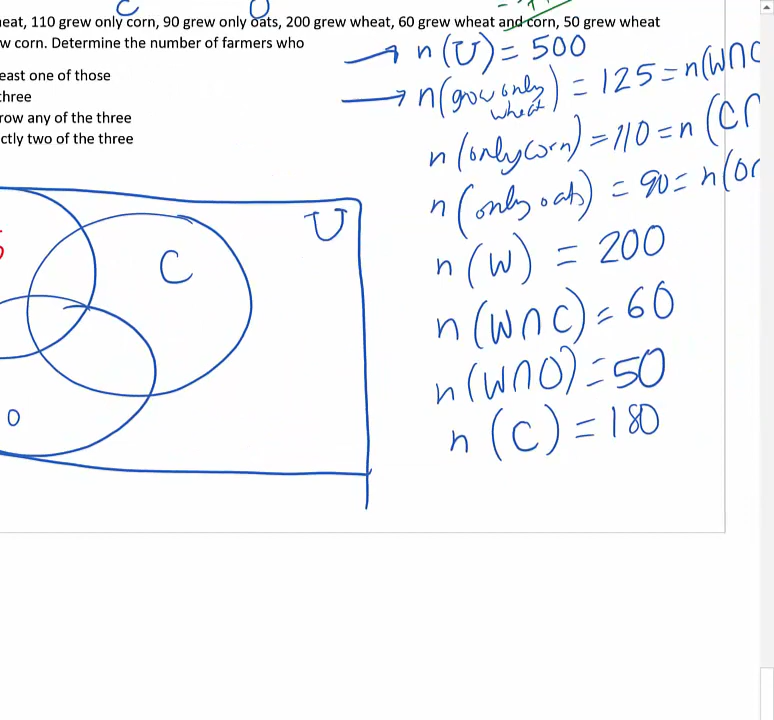 C O
eat, 110 grew only corn, 90 grew only oats, 200 grew wheat, 60 grew wheat and corn, 50 grew wheat
w corn. Determine the number of farmers who
east one of those
three
row any of the three
ctly two of the three
n(U) = 500
n(grow only wheat) = 125 = n(W∩C
n(only corn) = 110 = n(C∩
n(only oats) = 90 = n(O∩
n(W) = 200
n(W∩C) = 60
n(W∩O) = 50
n(C) = 180
U
C
O